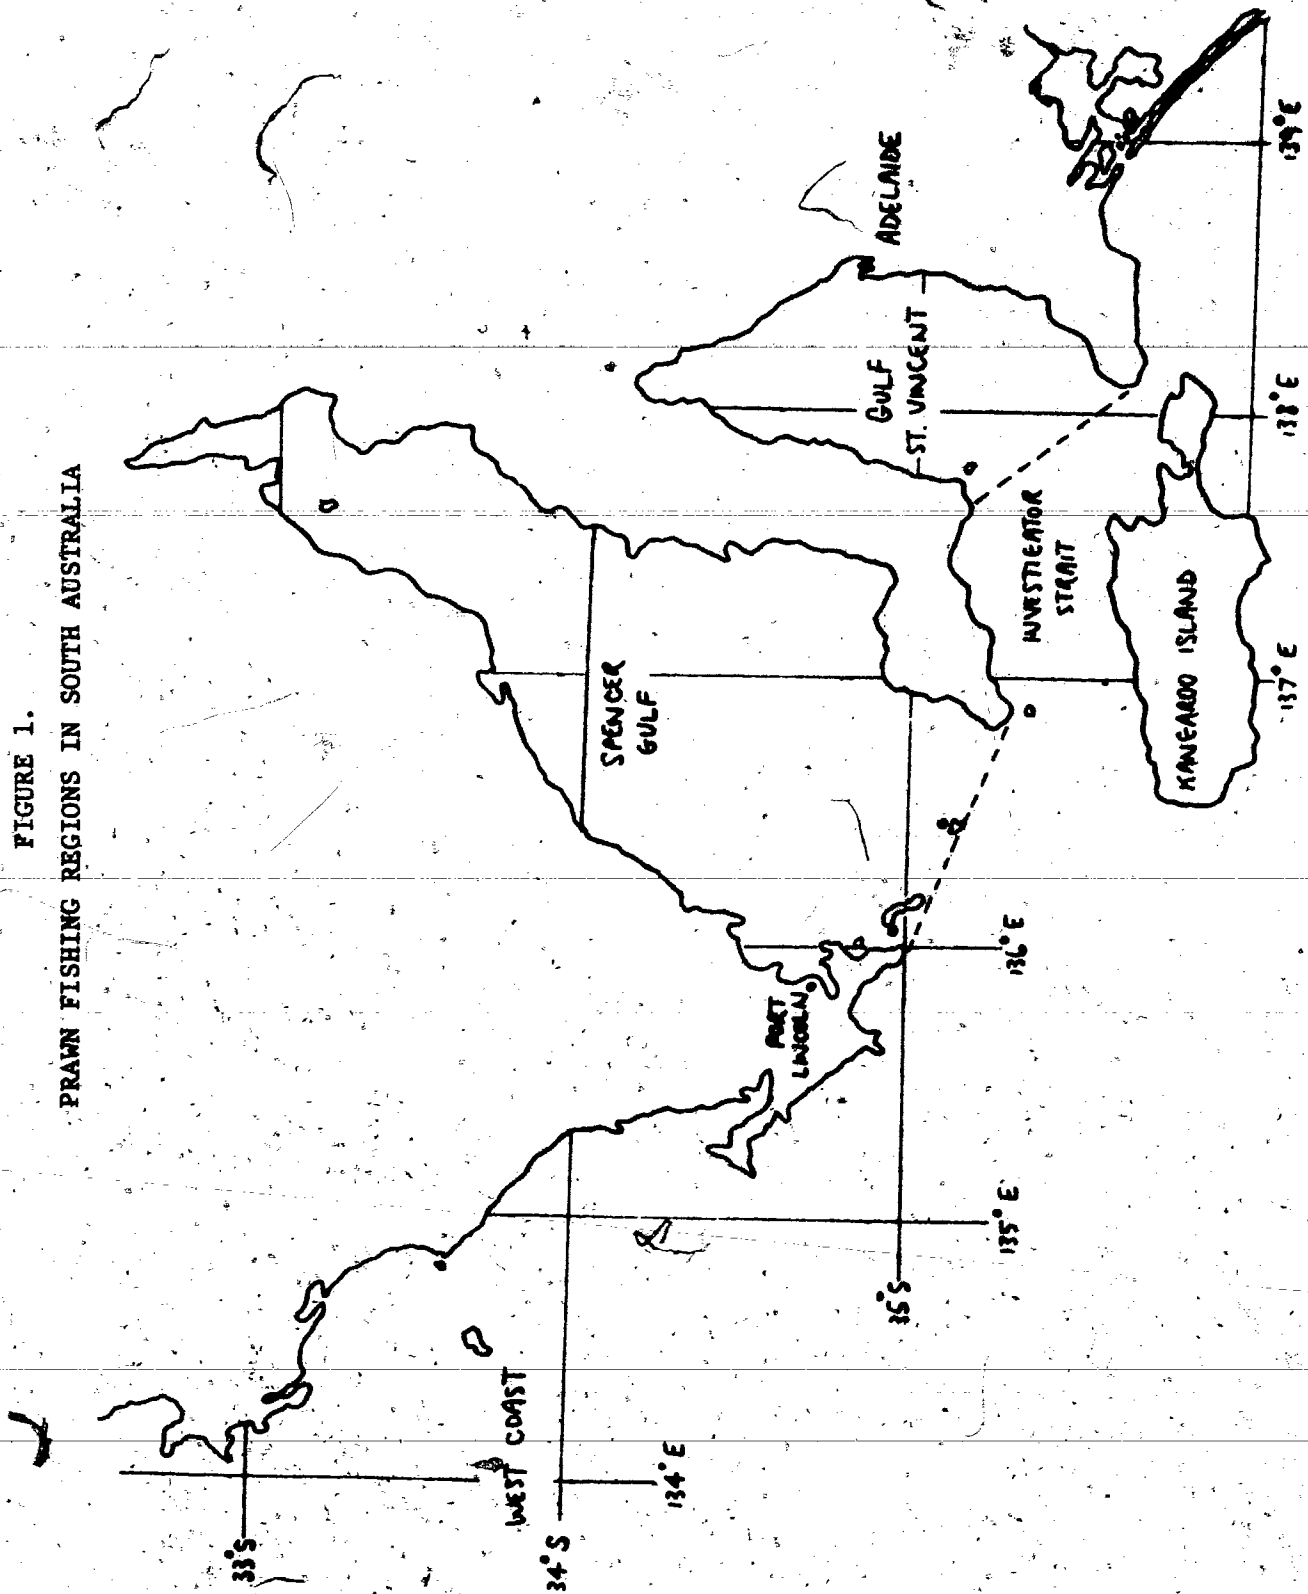 FIGURE 1.
PRAWN FISHING REGIONS IN SOUTH AUSTRALIA
33°S
34°S
35°S
WEST COAST
134°E
135°E
136°E
137°E
138°E
139°E
PORT
LINCOLN
SPENCER
GULF
GULF
ST. VINCENT
ADELAIDE
INVESTIGATOR
STRAIT
KANGAROO ISLAND